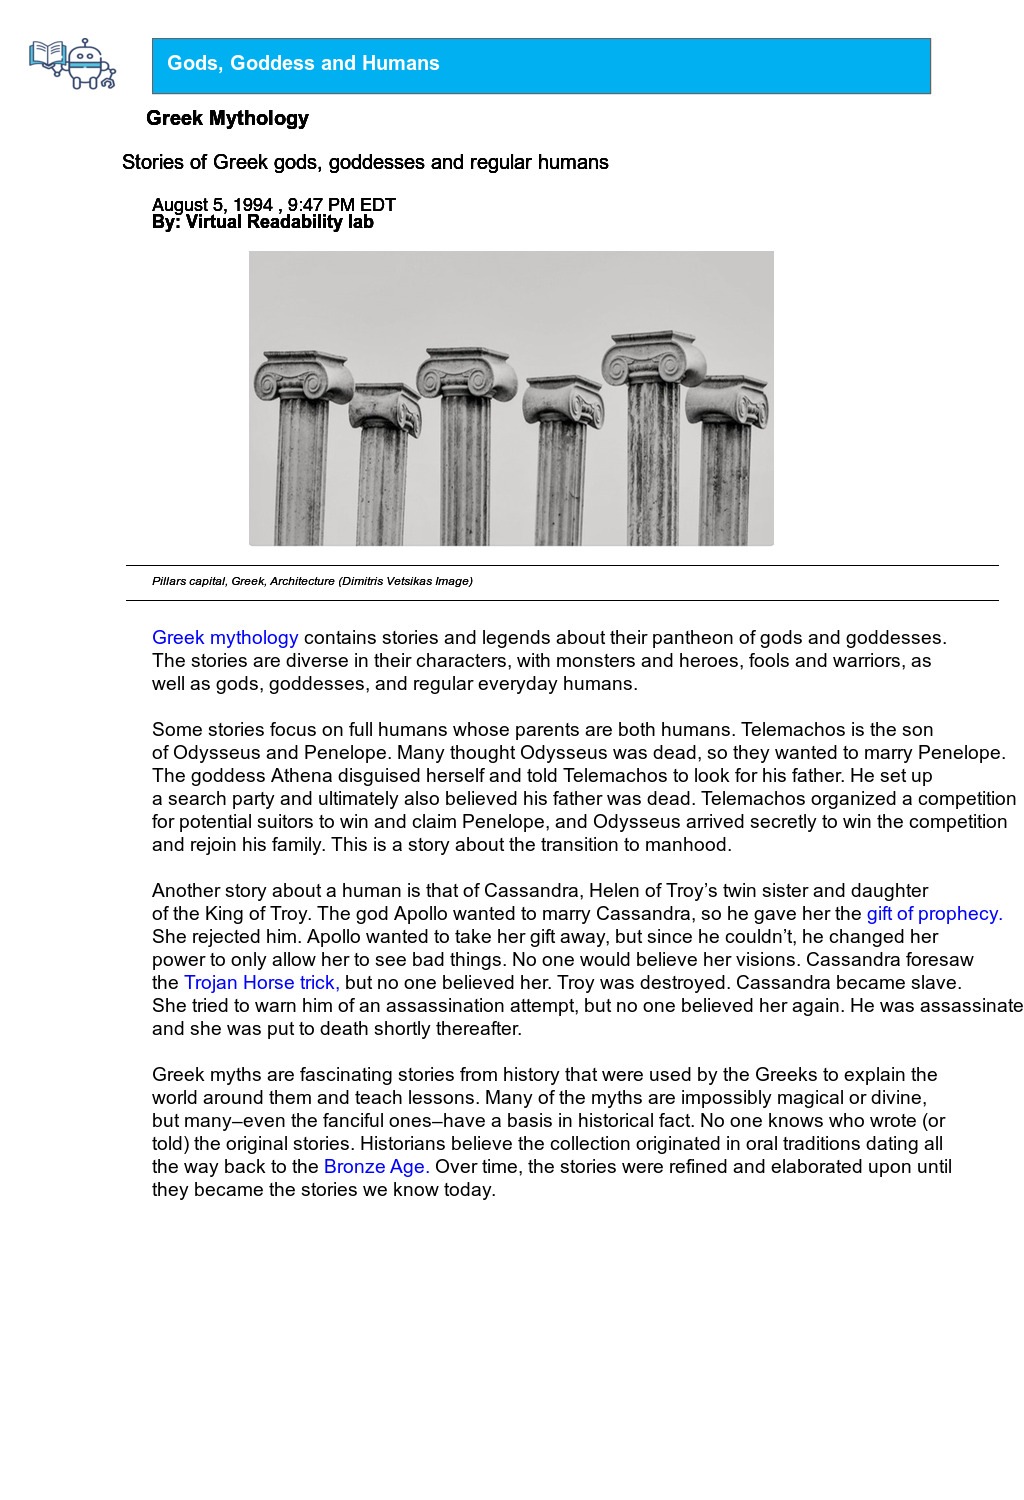 Gods, Goddess and Humans
Greek Mythology
Stories of Greek gods, goddesses and regular humans
August 5, 1994 , 9:47 PM EDT
By: Virtual Readability lab
Pillars capital, Greek, Architecture (Dimitris Vetsikas Image)
Greek mythology contains stories and legends about their pantheon of gods and goddesses.
The stories are diverse in their characters, with monsters and heroes, fools and warriors, as
well as gods, goddesses, and regular everyday humans.
Some stories focus on full humans whose parents are both humans. Telemachos is the son
of Odysseus and Penelope. Many thought Odysseus was dead, so they wanted to marry Penelope.
The goddess Athena disguised herself and told Telemachos to look for his father. He set up
a search party and ultimately also believed his father was dead. Telemachos organized a competition
for potential suitors to win and claim Penelope, and Odysseus arrived secretly to win the competition
and rejoin his family. This is a story about the transition to manhood.
Another story about a human is that of Cassandra, Helen of Troy’s twin sister and daughter
of the King of Troy. The god Apollo wanted to marry Cassandra, so he gave her the gift of prophecy.
She rejected him. Apollo wanted to take her gift away, but since he couldn’t, he changed her
power to only allow her to see bad things. No one would believe her visions. Cassandra foresaw
the Trojan Horse trick, but no one believed her. Troy was destroyed. Cassandra became slave.
She tried to warn him of an assassination attempt, but no one believed her again. He was assassinate
and she was put to death shortly thereafter.
Greek myths are fascinating stories from history that were used by the Greeks to explain the
world around them and teach lessons. Many of the myths are impossibly magical or divine,
but many–even the fanciful ones–have a basis in historical fact. No one knows who wrote (or
told) the original stories. Historians believe the collection originated in oral traditions dating all
the way back to the Bronze Age. Over time, the stories were refined and elaborated upon until
they became the stories we know today.